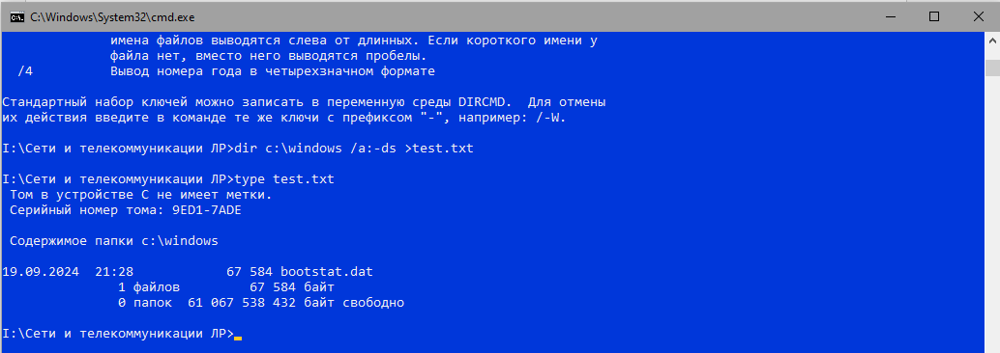 C:\Windows\System32\cmd.exe
имена файлов выводятся слева от длинных. Если короткого имени у
файла нет, вместо него выводятся пробелы.
/4 Вывод номера года в четырехзначном формате
Стандартный набор ключей можно записать в переменную среды DIRCMD. Для отмены
их действия введите в команде те же ключи с префиксом "-", например: /-W.
I:\Сети и телекоммуникации ЛР>dir c:\windows /a:-ds >test.txt
I:\Сети и телекоммуникации ЛР>type test.txt
Том в устройстве C не имеет метки.
Серийный номер тома: 9ED1-7ADE
Содержимое папки c:\windows
19.09.2024 21:28 67 584 bootstat.dat
1 файлов 67 584 байт
0 папок 61 067 538 432 байт свободно
I:\Сети и телекоммуникации ЛР>